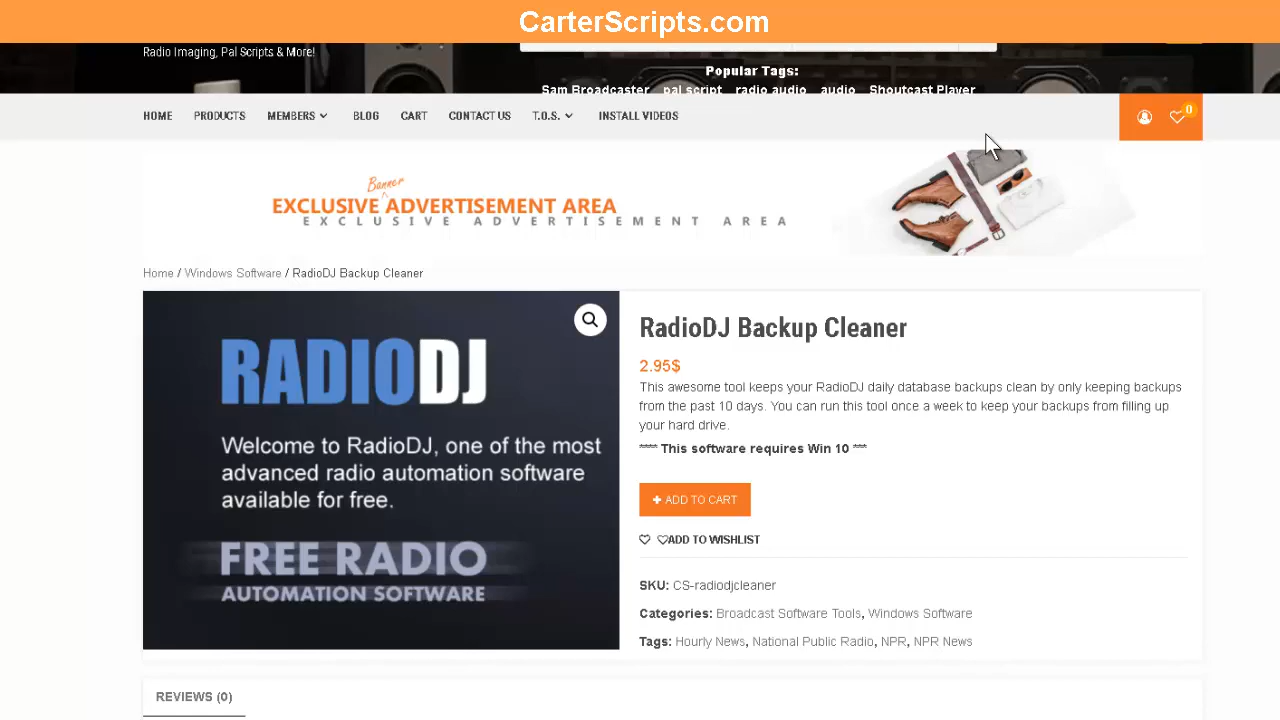 CarterScripts.com
Radio Imaging, Pal Scripts & More!
Popular Tags:
Sam Broadcaster pal script radio audio audio Shoutcast Player
HOME PRODUCTS MEMBERS BLOG CART CONTACT US T.O.S. INSTALL VIDEOS
0
Banner
EXCLUSIVE ADVERTISEMENT AREA
EXCLUSIVE ADVERTISEMENT AREA
Home / Windows Software / RadioDJ Backup Cleaner
RADIODJ
Welcome to RadioDJ, one of the most
advanced radio automation software
available for free.
FREE RADIO
AUTOMATION SOFTWARE
RadioDJ Backup Cleaner
2.95$
This awesome tool keeps your RadioDJ daily database backups clean by only keeping backups
from the past 10 days. You can run this tool once a week to keep your backups from filling up
your hard drive.
**** This software requires Win 10 ***
+ ADD TO CART
ADD TO WISHLIST
SKU: CS-radiodjcleaner
Categories: Broadcast Software Tools, Windows Software
Tags: Hourly News, National Public Radio, NPR, NPR News
REVIEWS (0)